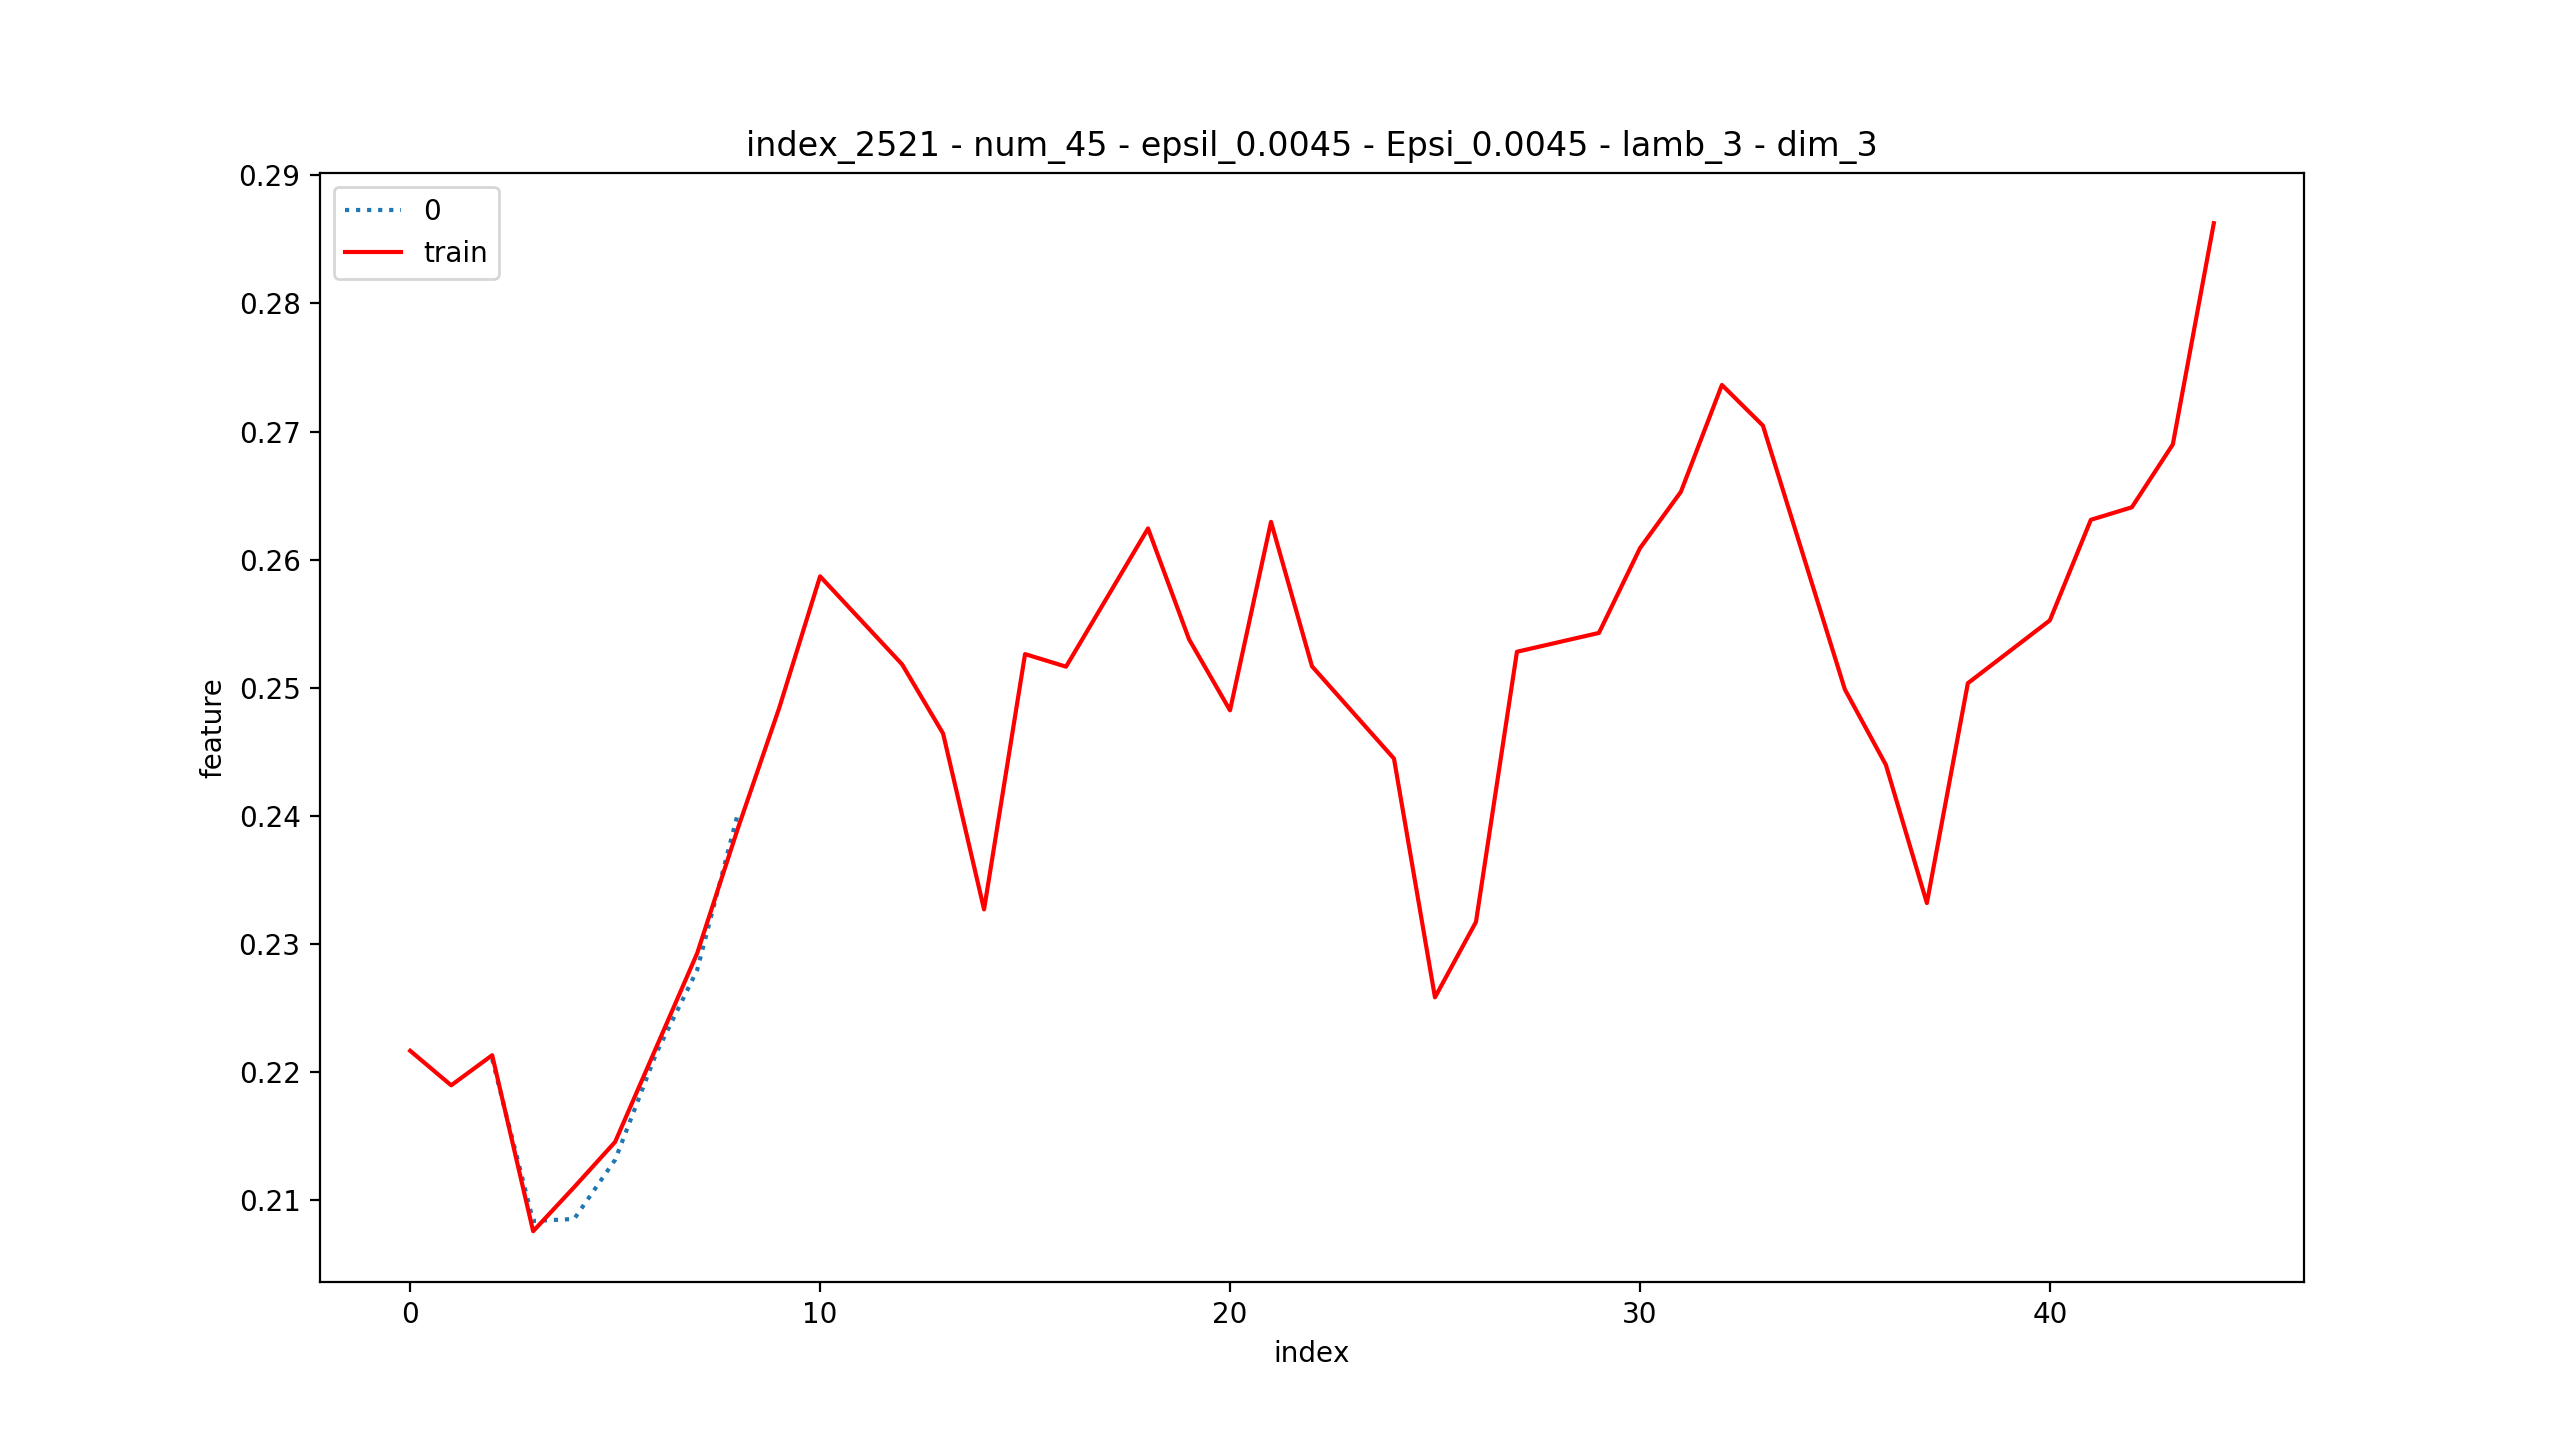 index_2521 - num_45 - epsil_0.0045 - Epsi_0.0045 - lamb_3 - dim_3
0.29
0.28
0.27
0.26
0.25
0.24
0.23
0.22
0.21
feature
0
train
0 10 20 30 40
index